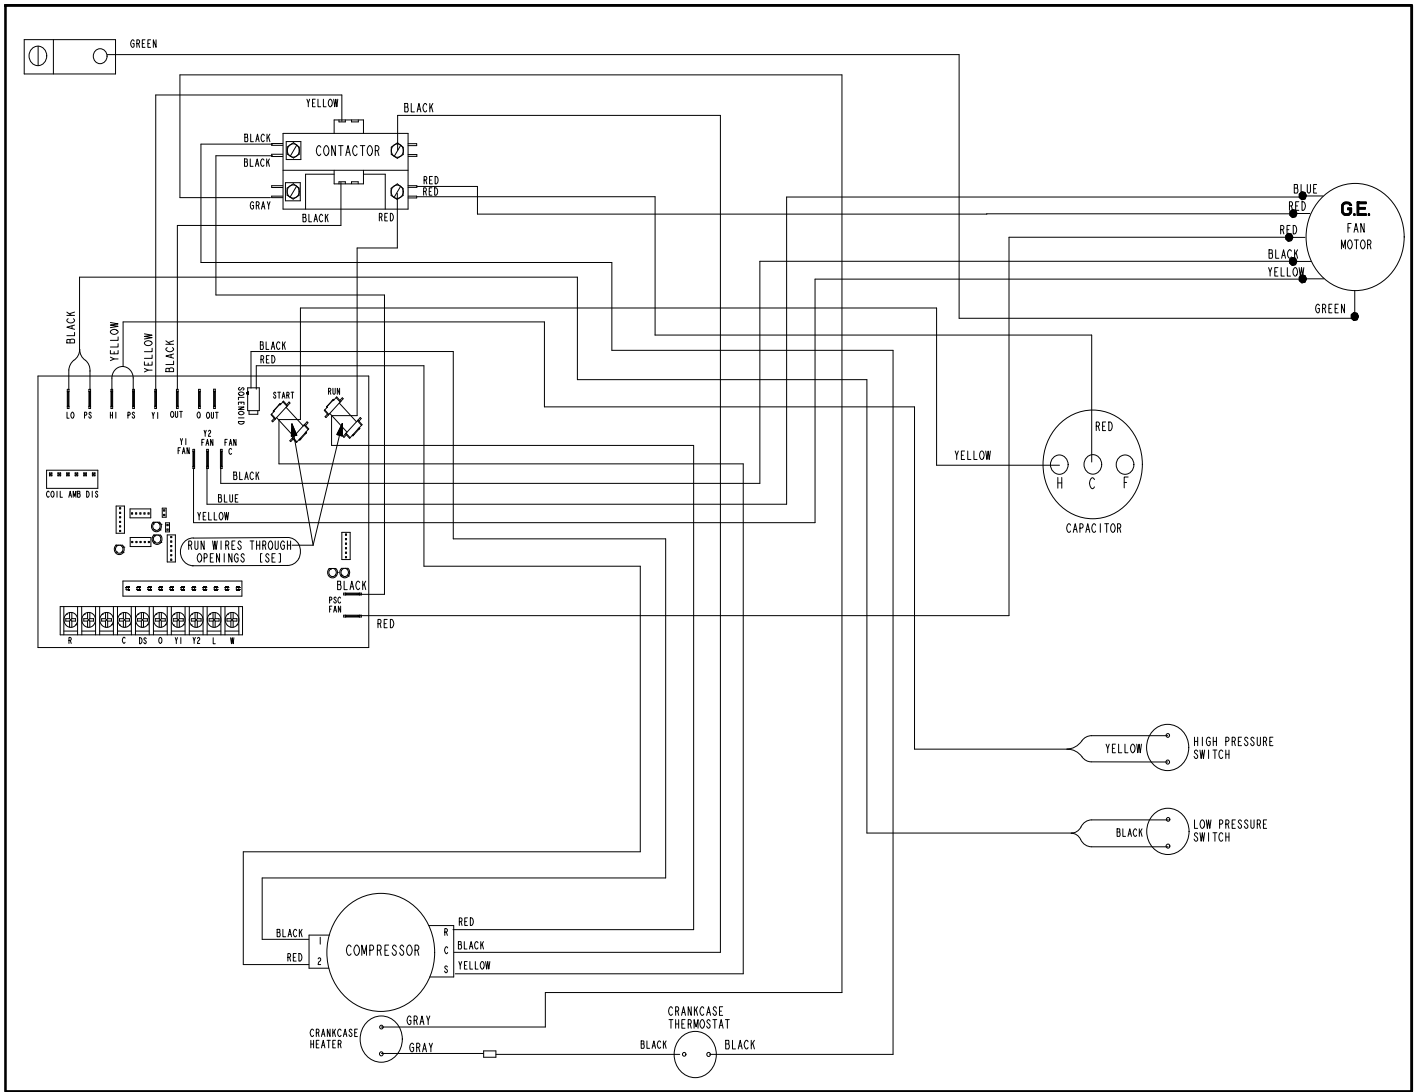 GREEN
YELLOW
BLACK
BLACK
CONTACTOR
BLACK
RED
RED
GRAY
BLACK
RED
BLUE
RED
G.E.
FAN
MOTOR
RED
BLACK
YELLOW
GREEN
BLACK
YELLOW
YELLOW
BLACK
BLACK
RED
SOLENOID
START
RUN
LO PS HI PS Y1 OUT O OUT
Y1
FAN
Y2
FAN
FAN
C
BLACK
BLUE
YELLOW
COIL AMB DIS
RUN WIRES THROUGH
OPENINGS [SE]
BLACK
PSC
FAN
RED
R C DS O Y1 Y2 L W
RED
YELLOW
H C F
CAPACITOR
YELLOW
HIGH PRESSURE
SWITCH
BLACK
LOW PRESSURE
SWITCH
BLACK
1
RED
2
COMPRESSOR
R
RED
C
BLACK
S
YELLOW
CRANKCASE
HEATER
GRAY
GRAY
CRANKCASE
THERMOSTAT
BLACK
BLACK